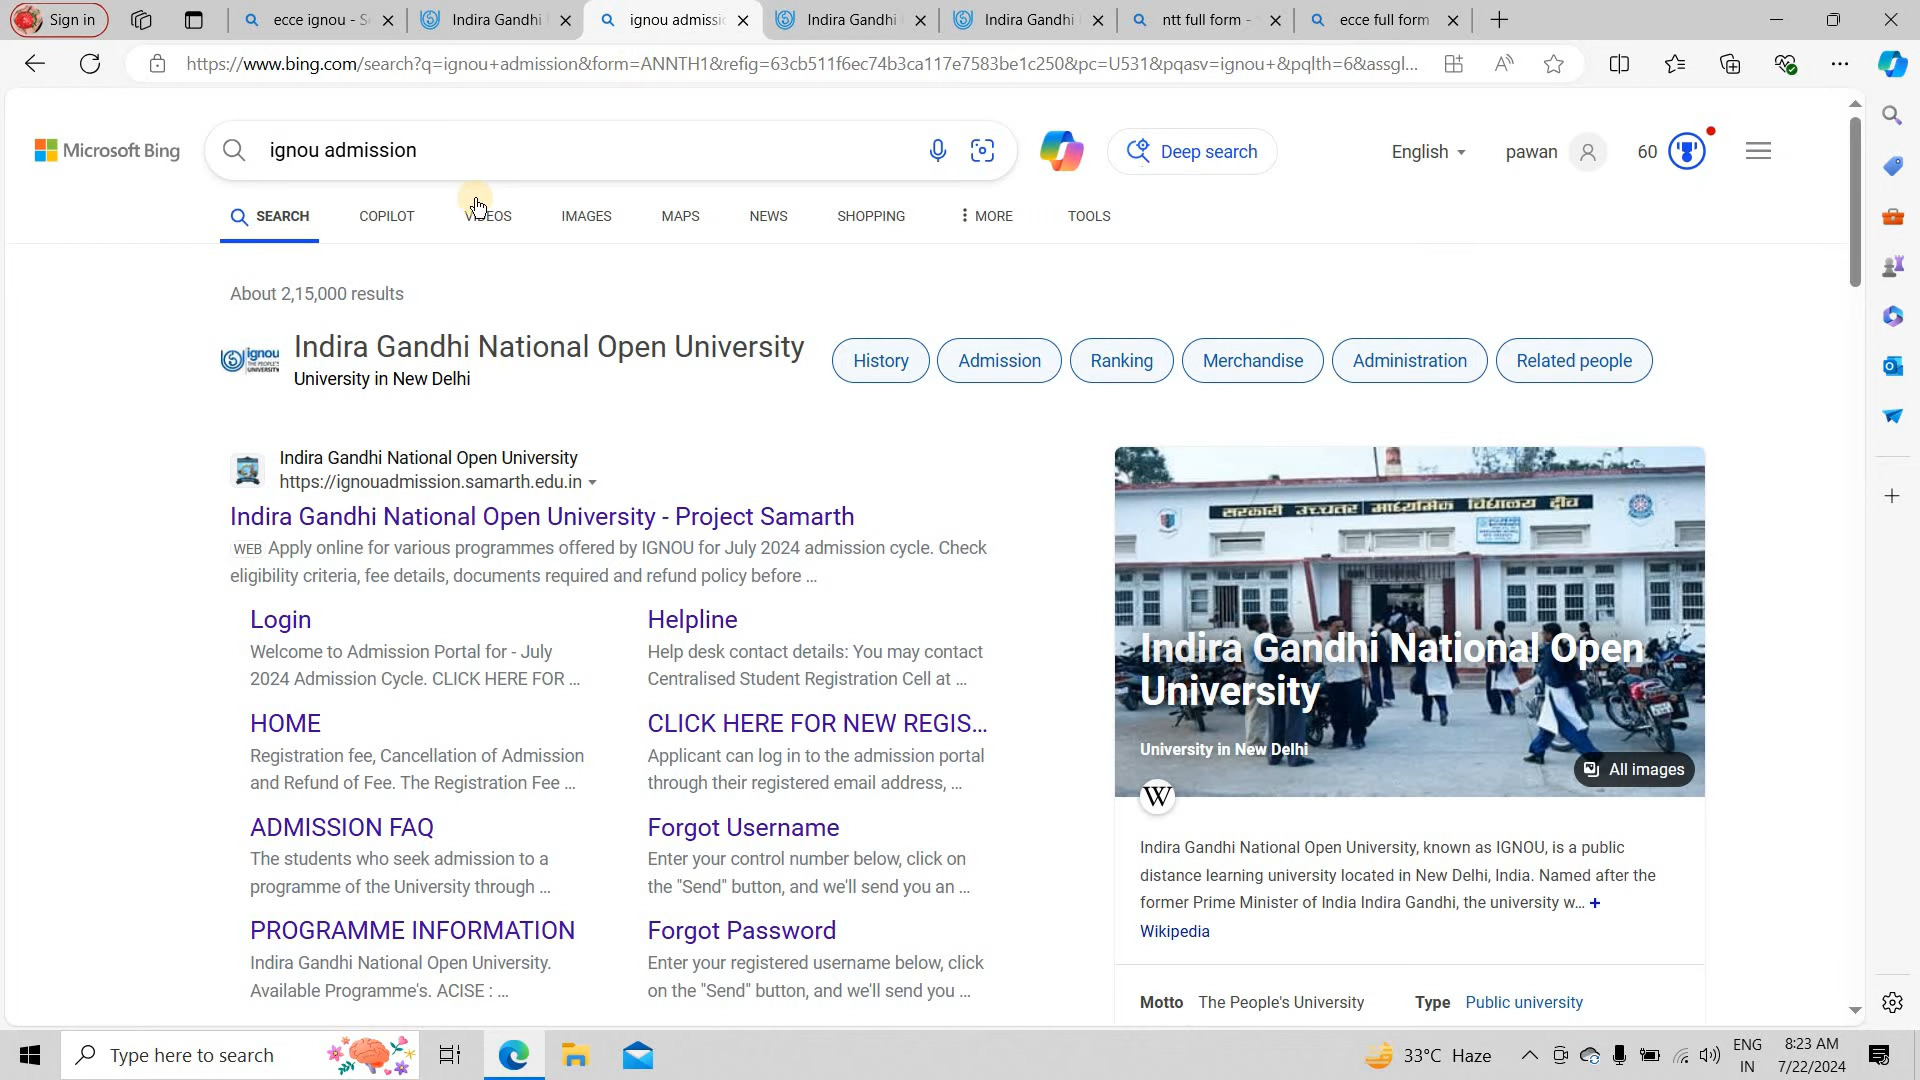 Sign in
ecce ignou - S
Indira Gandhi
ignou admissi
Indira Gandhi
Indira Gandhi
ntt full form -
ecce full form
https://www.bing.com/search?q=ignou+admission&form=ANNTH1&refig=63cb511f6ec74b3ca117e7583be1c250&pc=U531&pqasv=ignou+&pqlth=6&assgl...
Microsoft Bing
ignou admission
Deep search
English
pawan
60
SEARCH
COPILOT
VIDEOS
IMAGES
MAPS
NEWS
SHOPPING
MORE
TOOLS
About 2,15,000 results
ignou
THE PEOPLE'S
UNIVERSITY
Indira Gandhi National Open University
University in New Delhi
History
Admission
Ranking
Merchandise
Administration
Related people
Indira Gandhi National Open University
https://ignouadmission.samarth.edu.in
Indira Gandhi National Open University - Project Samarth
WEB Apply online for various programmes offered by IGNOU for July 2024 admission cycle. Check
eligibility criteria, fee details, documents required and refund policy before ...
Login
Welcome to Admission Portal for - July
2024 Admission Cycle. CLICK HERE FOR ...
Helpline
Help desk contact details: You may contact
Centralised Student Registration Cell at ...
HOME
Registration fee, Cancellation of Admission
and Refund of Fee. The Registration Fee ...
CLICK HERE FOR NEW REGIS...
Applicant can log in to the admission portal
through their registered email address, ...
ADMISSION FAQ
The students who seek admission to a
programme of the University through ...
Forgot Username
Enter your control number below, click on
the "Send" button, and we'll send you an ...
PROGRAMME INFORMATION
Indira Gandhi National Open University.
Available Programme's. ACISE : ...
Forgot Password
Enter your registered username below, click
on the "Send" button, and we'll send you ...
सरकारी उच्चतर माध्यमिक विद्यालय
Indira Gandhi National Open
University
University in New Delhi
All images
W
Indira Gandhi National Open University, known as IGNOU, is a public
distance learning university located in New Delhi, India. Named after the
former Prime Minister of India Indira Gandhi, the university w... +
Wikipedia
Motto The People's University
Type Public university
Type here to search
33°C Haze
ENG
IN
8:23 AM
7/22/2024